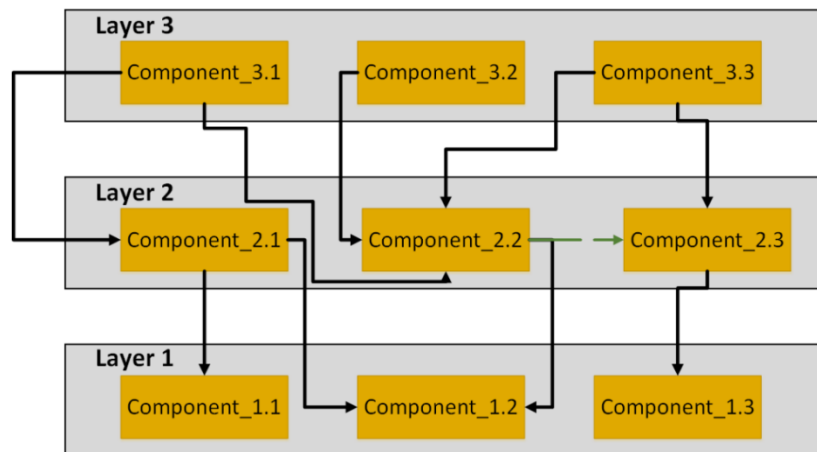 Layer 3
Component_3.1
Component_3.2
Component_3.3
Layer 2
Component_2.1
Component_2.2
Component_2.3
Layer 1
Component_1.1
Component_1.2
Component_1.3